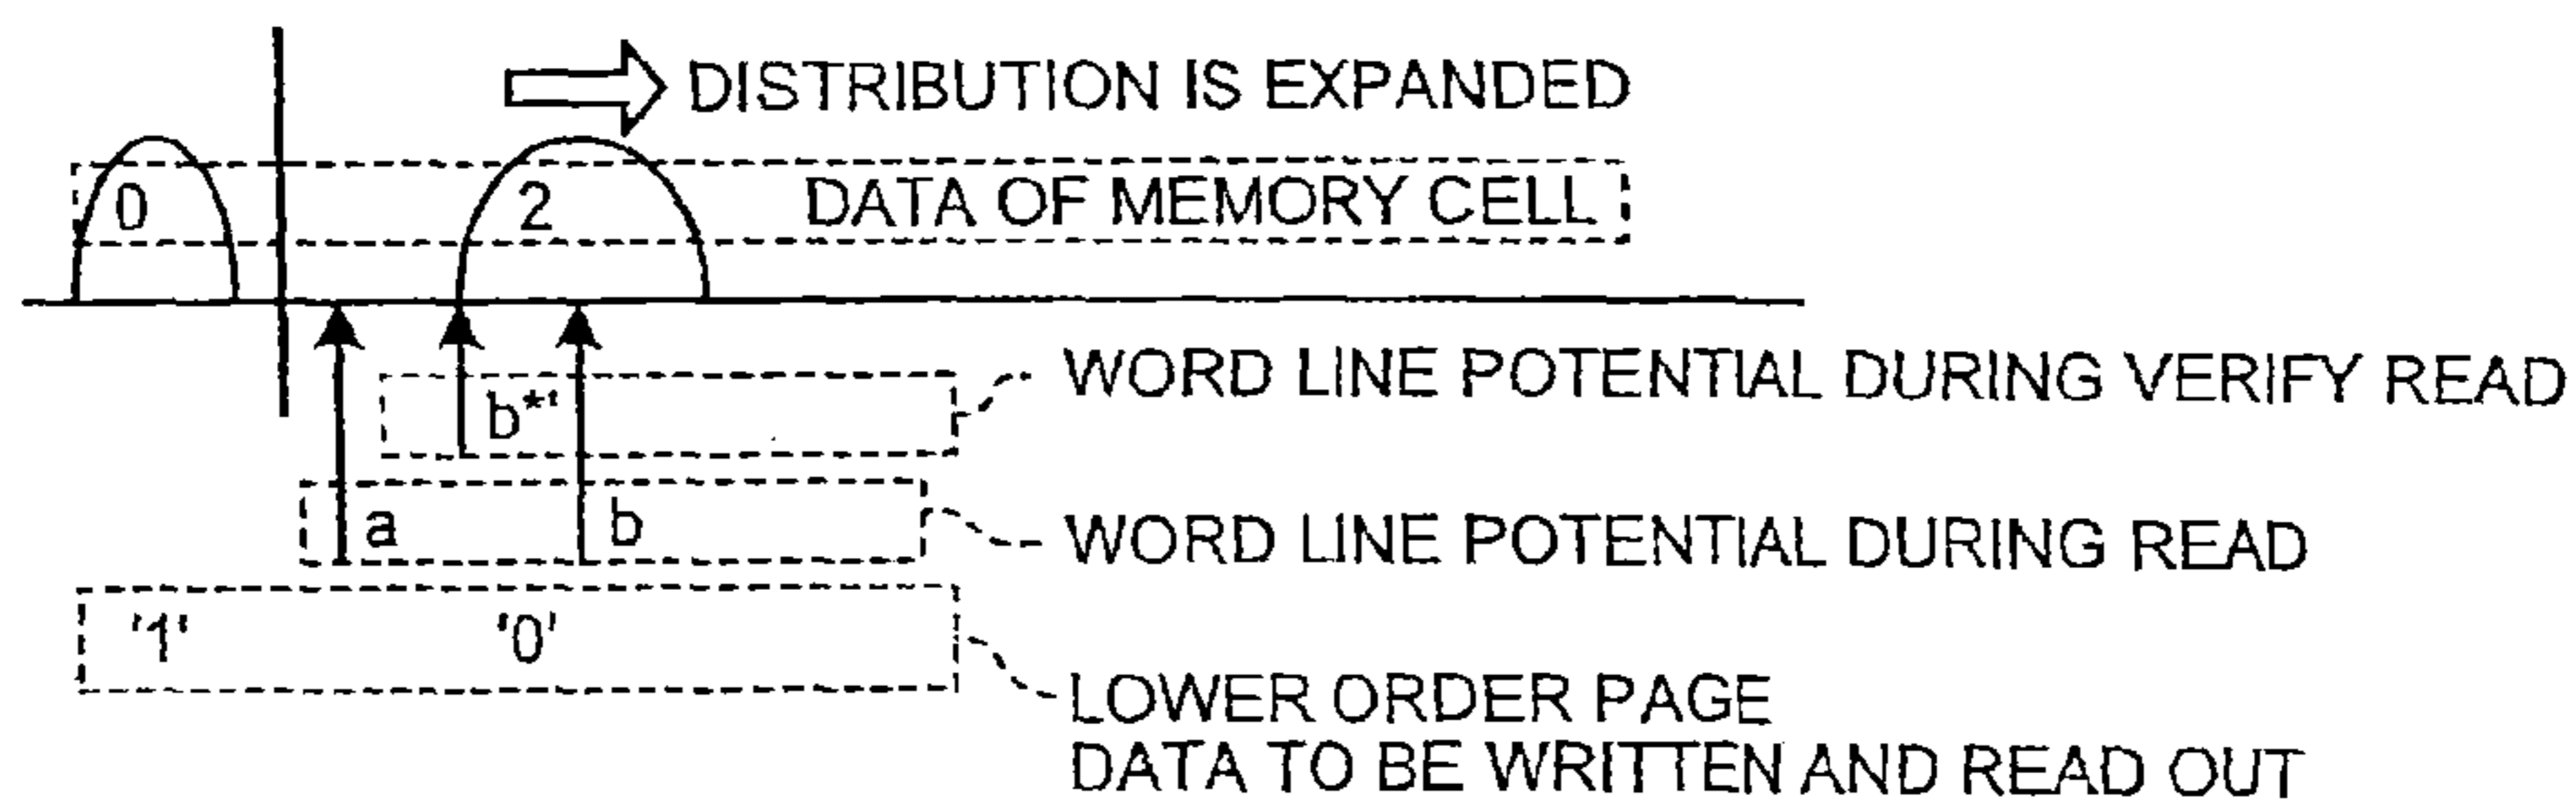 DISTRIBUTION IS EXPANDED
0 2 DATA OF MEMORY CELL
b*' WORD LINE POTENTIAL DURING VERIFY READ
a b WORD LINE POTENTIAL DURING READ
'1' '0'
LOWER ORDER PAGE
DATA TO BE WRITTEN AND READ OUT